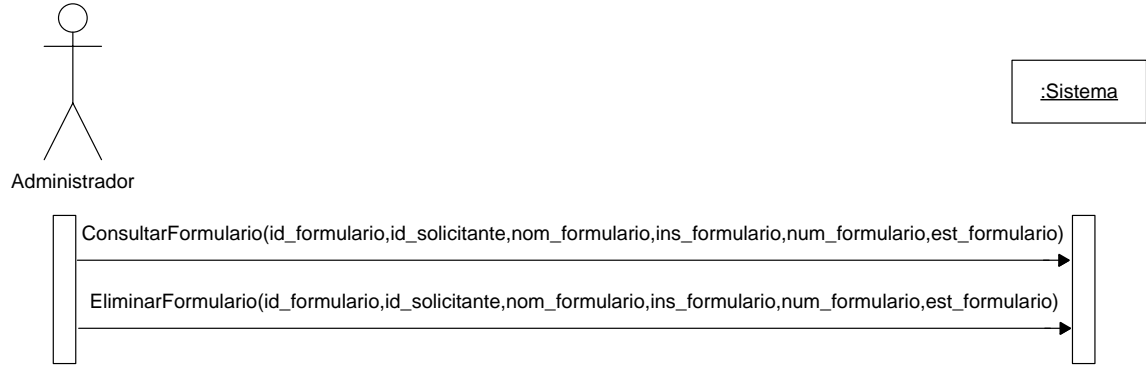 :Sistema
Administrador
ConsultarFormulario(id_formulario,id_solicitante,nom_formulario,ins_formulario,num_formulario,est_formulario)
EliminarFormulario(id_formulario,id_solicitante,nom_formulario,ins_formulario,num_formulario,est_formulario)